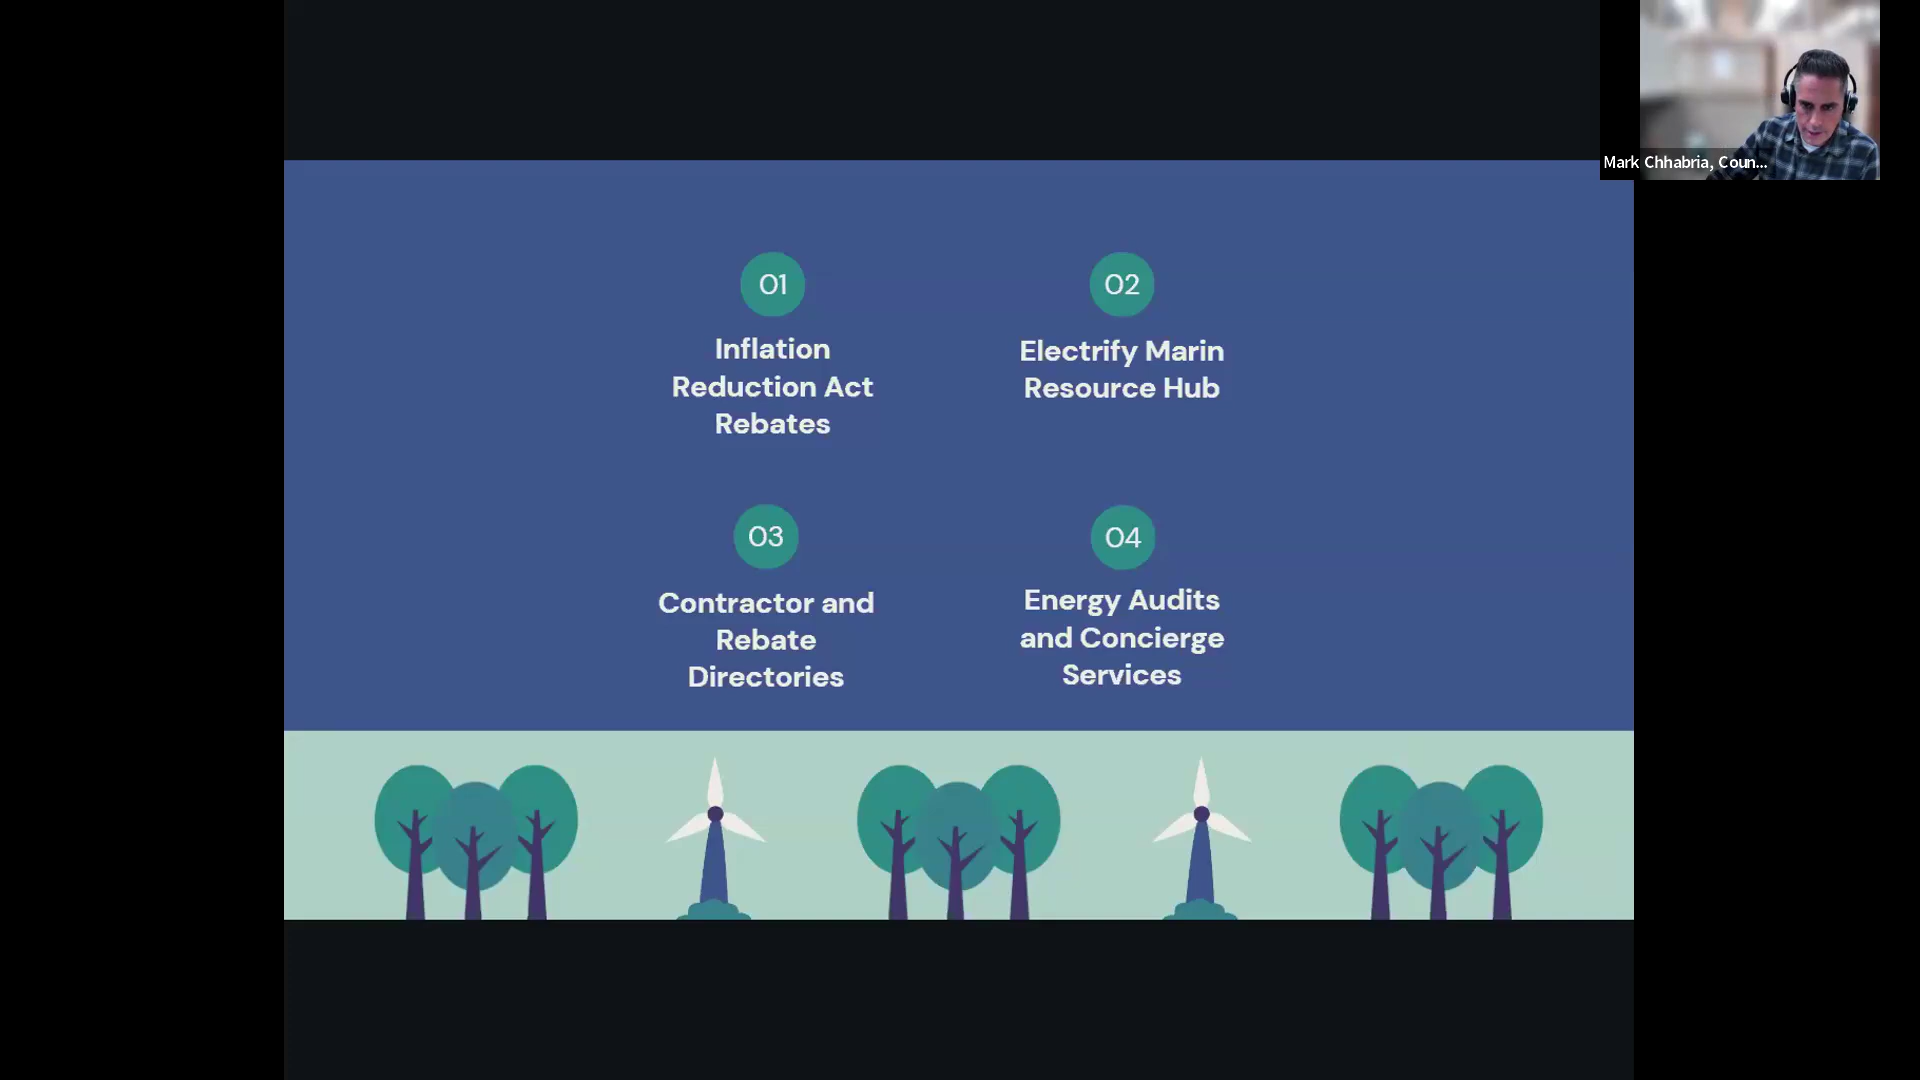 Mark Chhabria, Coun...
01
Inflation
Reduction Act
Rebates
02
Electrify Marin
Resource Hub
03
Contractor and
Rebate
Directories
04
Energy Audits
and Concierge
Services